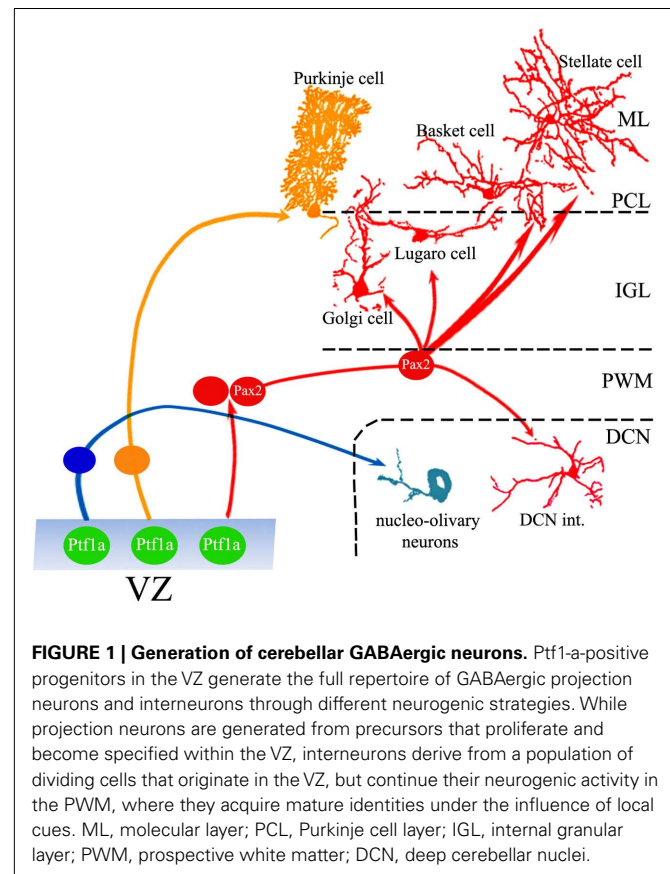 Stellate cell
Purkinje cell
ML
Basket cell
PCL
Lugaro cell
IGL
Golgi cell
Pax2
Pax2
PWM
DCN
nucleo-olivary
neurons
DCN int.
Ptf1a
Ptf1a
Ptf1a
VZ
FIGURE 1 | Generation of cerebellar GABAergic neurons. Ptf1-a-positive
progenitors in the VZ generate the full repertoire of GABAergic projection
neurons and interneurons through different neurogenic strategies. While
projection neurons are generated from precursors that proliferate and
become specified within the VZ, interneurons derive from a population of
dividing cells that originate in the VZ, but continue their neurogenic activity in
the PWM, where they acquire mature identities under the influence of local
cues. ML, molecular layer; PCL, Purkinje cell layer; IGL, internal granular
layer; PWM, prospective white matter; DCN, deep cerebellar nuclei.